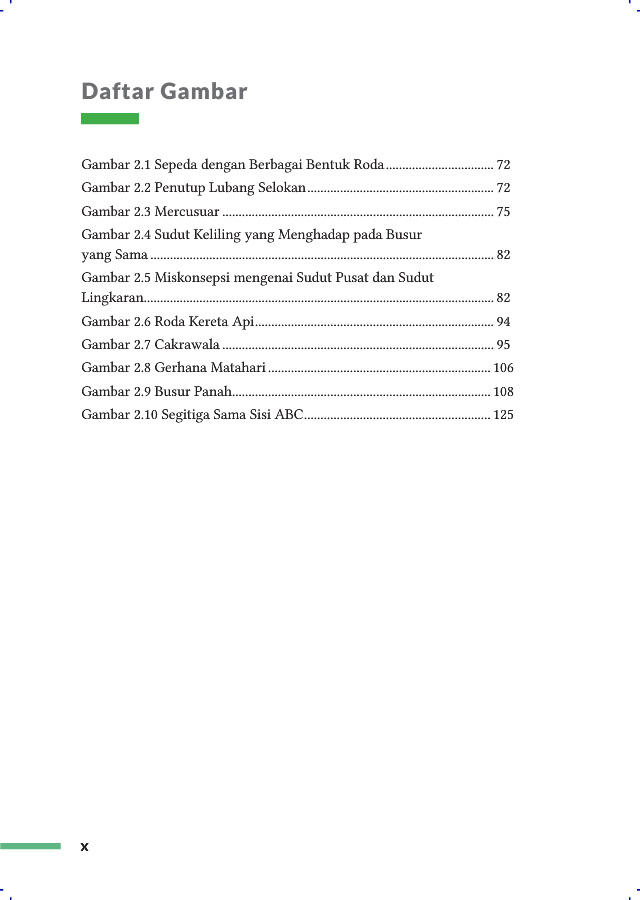 Daftar Gambar
Gambar 2.1 Sepeda dengan Berbagai Bentuk Roda................................. 72
Gambar 2.2 Penutup Lubang Selokan......................................................... 72
Gambar 2.3 Mercusuar ................................................................................... 75
Gambar 2.4 Sudut Keliling yang Menghadap pada Busur
yang Sama ......................................................................................................... 82
Gambar 2.5 Miskonsepsi mengenai Sudut Pusat dan Sudut
Lingkaran........................................................................................................... 82
Gambar 2.6 Roda Kereta Api......................................................................... 94
Gambar 2.7 Cakrawala ................................................................................... 95
Gambar 2.8 Gerhana Matahari .................................................................... 106
Gambar 2.9 Busur Panah............................................................................... 108
Gambar 2.10 Segitiga Sama Sisi ABC......................................................... 125
x